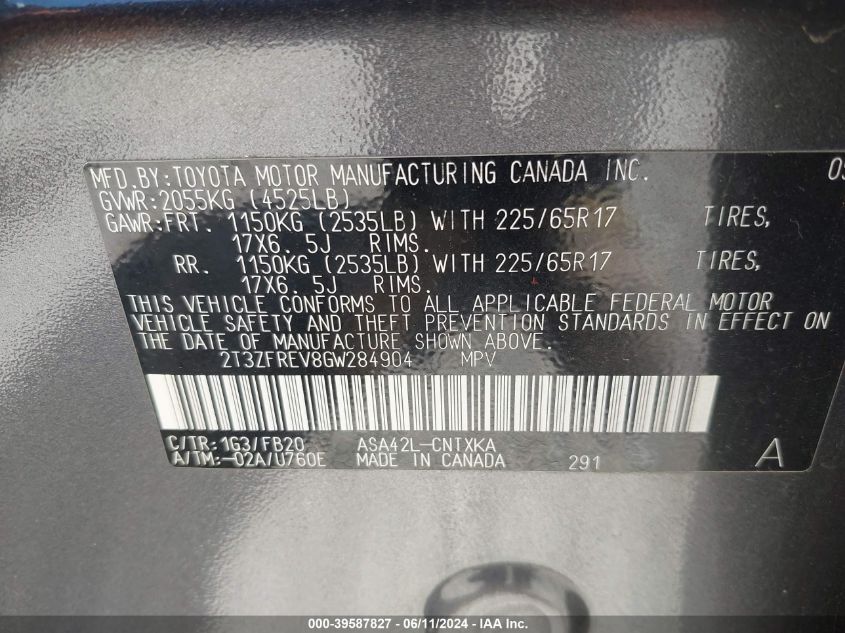 MFD.BY:TOYOTA MOTOR MANUFACTURING CANADA INC.
GVWR:2055KG (4525LB)
GAWR:FRT. 1150KG (2535LB) WITH 225/65R17 TIRES,
17X6. 5J RIMS.
RR. 1150KG (2535LB) WITH 225/65R17 TIRES,
17X6. 5J RIMS.
THIS VEHICLE CONFORMS TO ALL APPLICABLE FEDERAL MOTOR
VEHICLE SAFETY AND THEFT PREVENTION STANDARDS IN EFFECT ON
THE DATE OF MANUFACTURE SHOWN ABOVE.
2T3ZFREV8GW284904 MPV
C/TR:1G3/FB20 ASA42L-CNTXKA
A/TM:-02A/U760E MADE IN CANADA 291 A
000-39587827 / 06/11/2024 / IAA Inc.